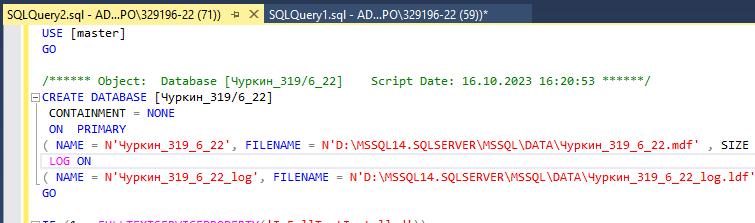 SQLQuery2.sql - AD...PO\329196-22 (71)) SQLQuery1.sql - AD...PO\329196-22 (59))*
USE [master]
GO
/****** Object:  Database [Чуркин_319/6_22]    Script Date: 16.10.2023 16:20:53 ******/
CREATE DATABASE [Чуркин_319/6_22]
CONTAINMENT = NONE
ON  PRIMARY
( NAME = N'Чуркин_319_6_22', FILENAME = N'D:\MSSQL14.SQLSERVER\MSSQL\DATA\Чуркин_319_6_22.mdf' , SIZE
LOG ON
( NAME = N'Чуркин_319_6_22_log', FILENAME = N'D:\MSSQL14.SQLSERVER\MSSQL\DATA\Чуркин_319_6_22_log.ldf'
GO